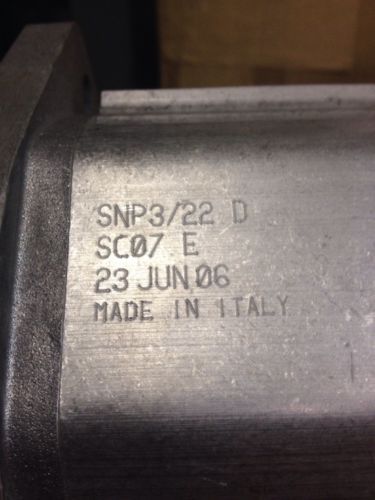 SNP3/22 D
SC07 E
23 JUN 06
MADE IN ITALY